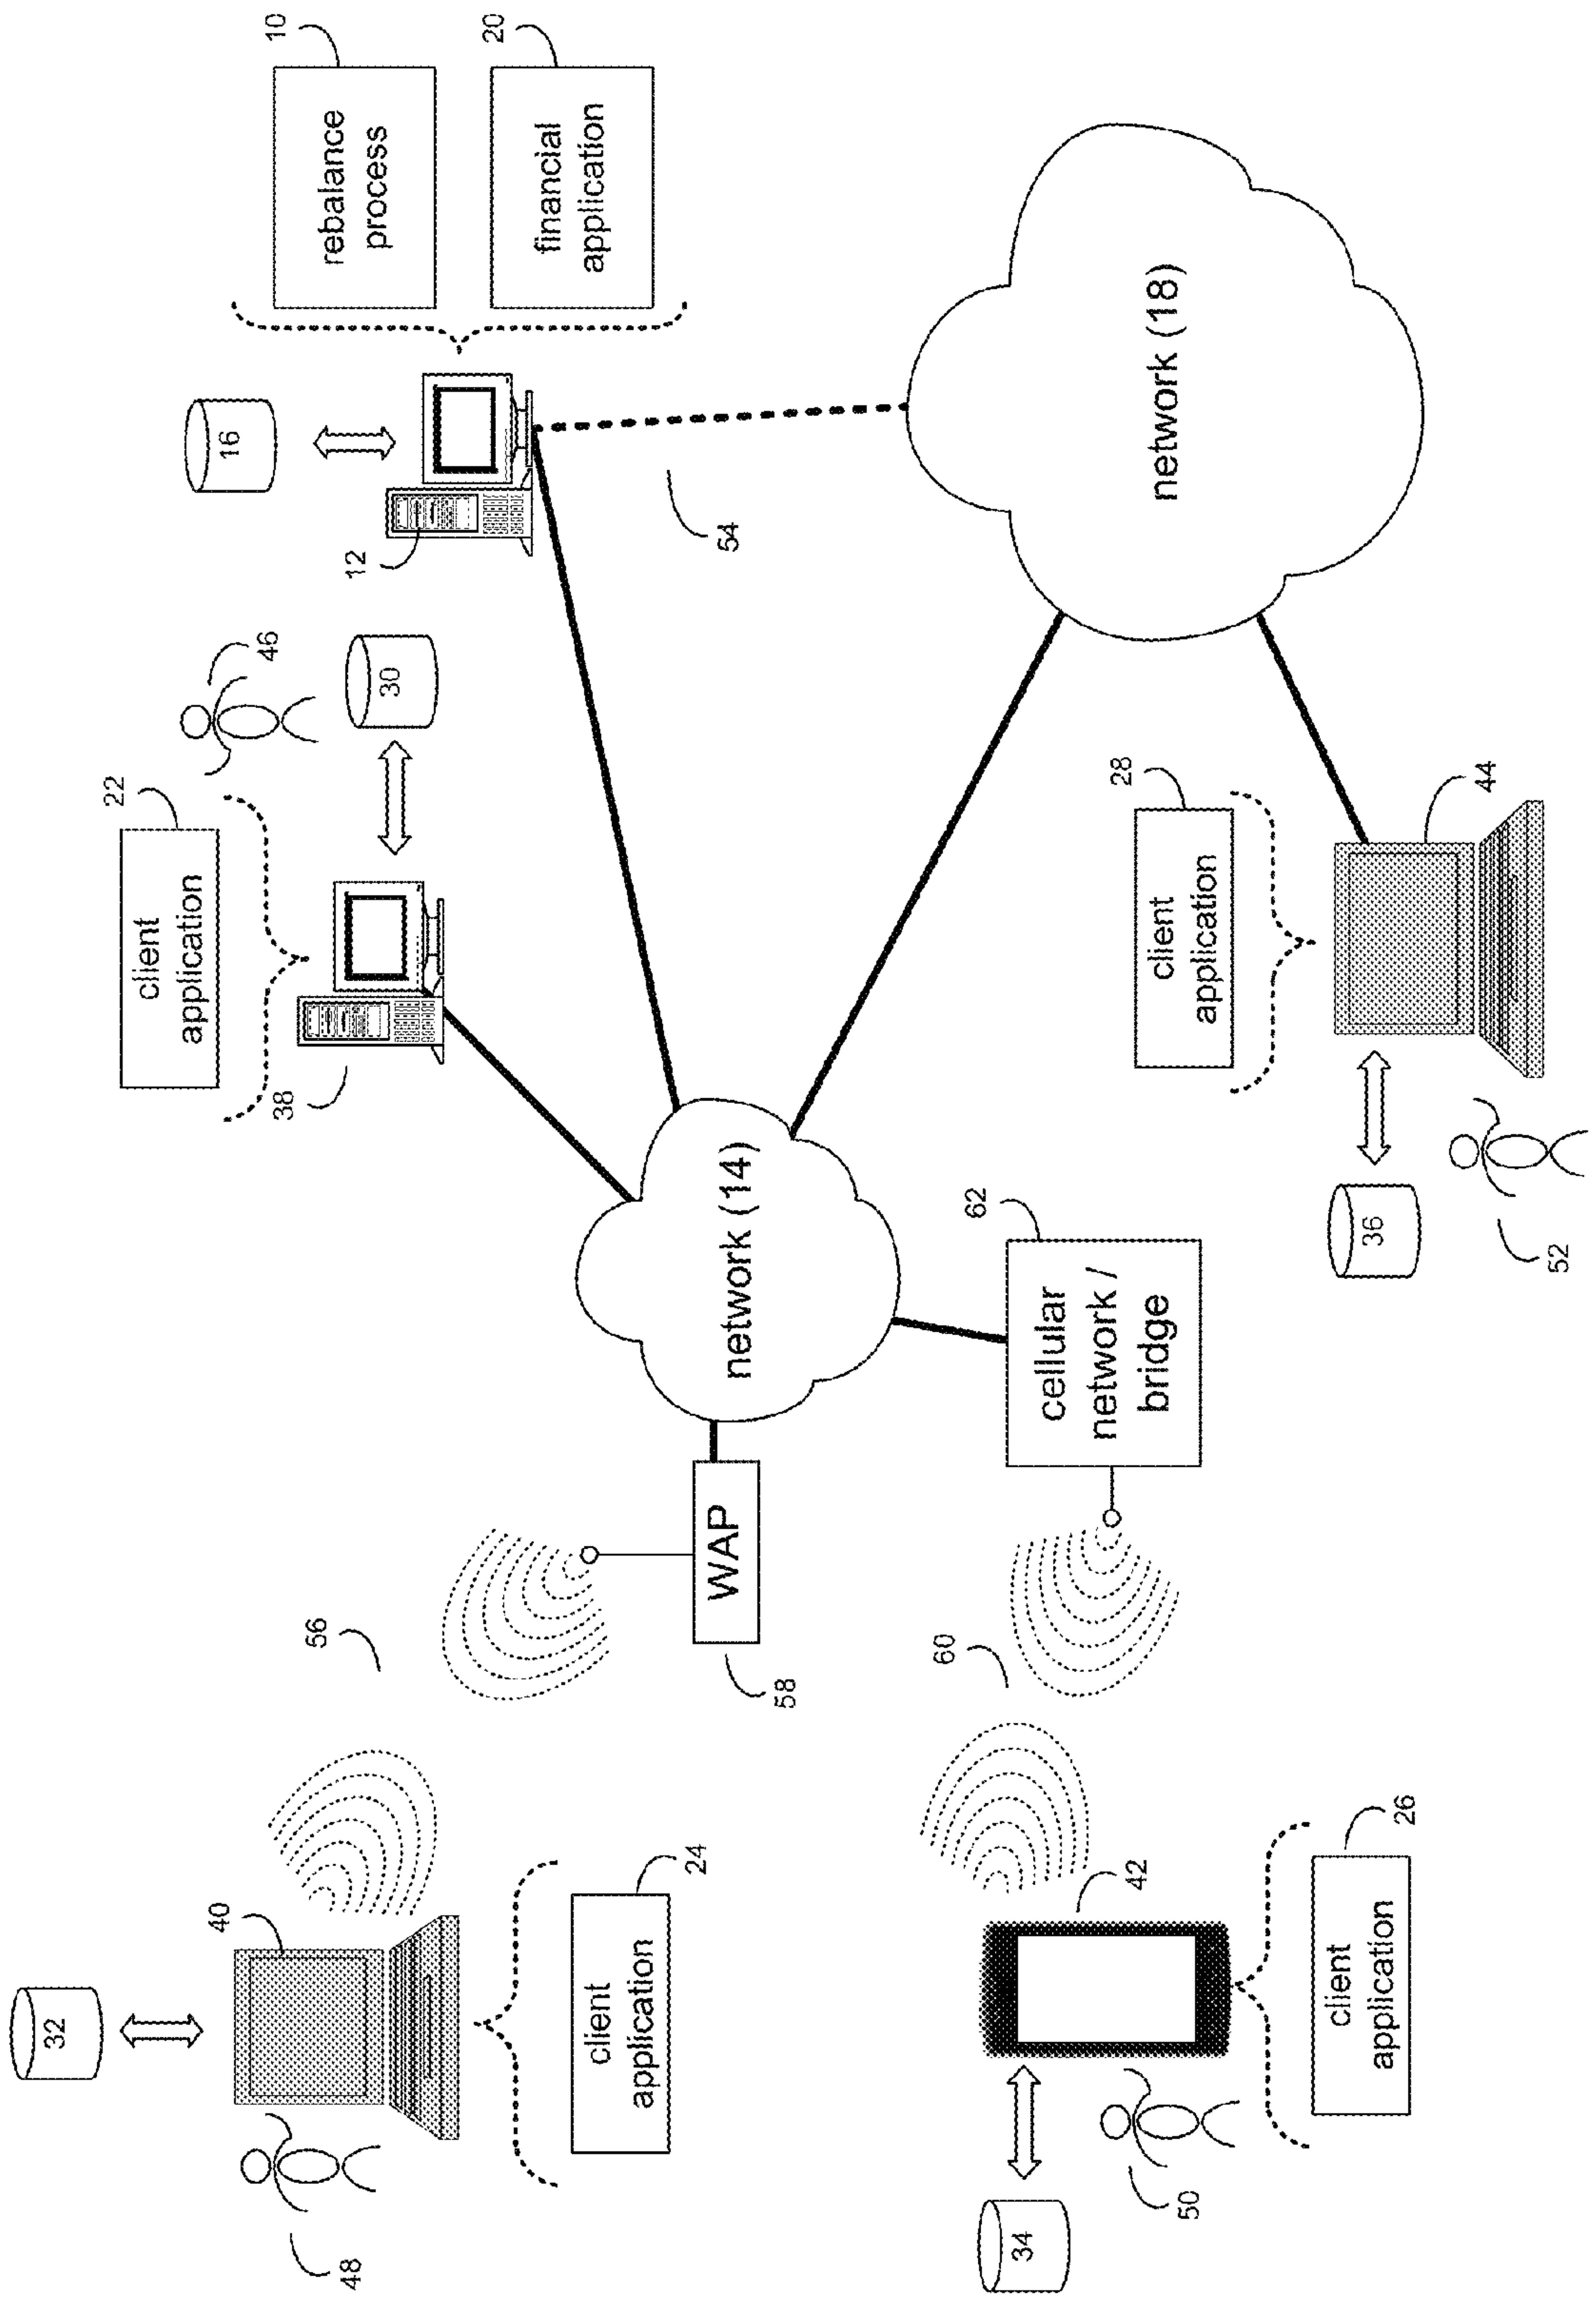 10
rebalance
process
20
financial
application
16
12
54
network (18)
46
30
22
client
application
38
28
client
application
44
36
52
network (14)
62
cellular
network /
bridge
56
WAP
58
60
32
40
24
client
application
48
42
26
client
application
34
50